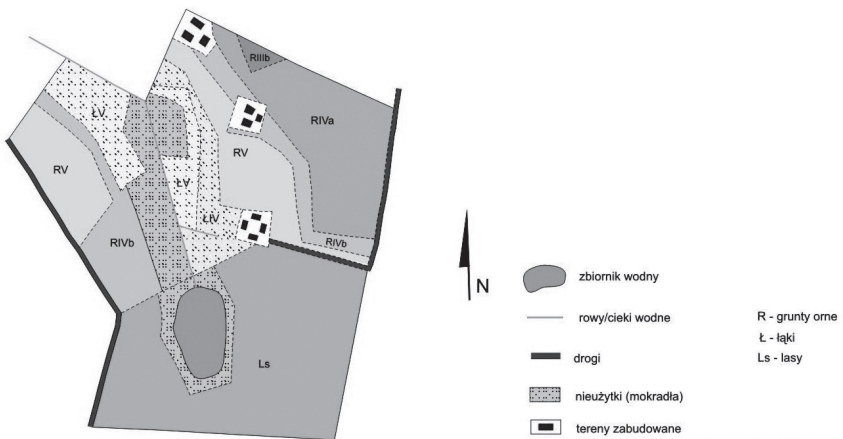 RIIIb
RIVa
ŁV
RV
RV
ŁV
ŁIV
RIVb
RIVb
Ls
N
zbiornik wodny
rowy/cieki wodne
drogi
nieużytki (mokradła)
tereny zabudowane
R - grunty orne
Ł - łąki
Ls - lasy